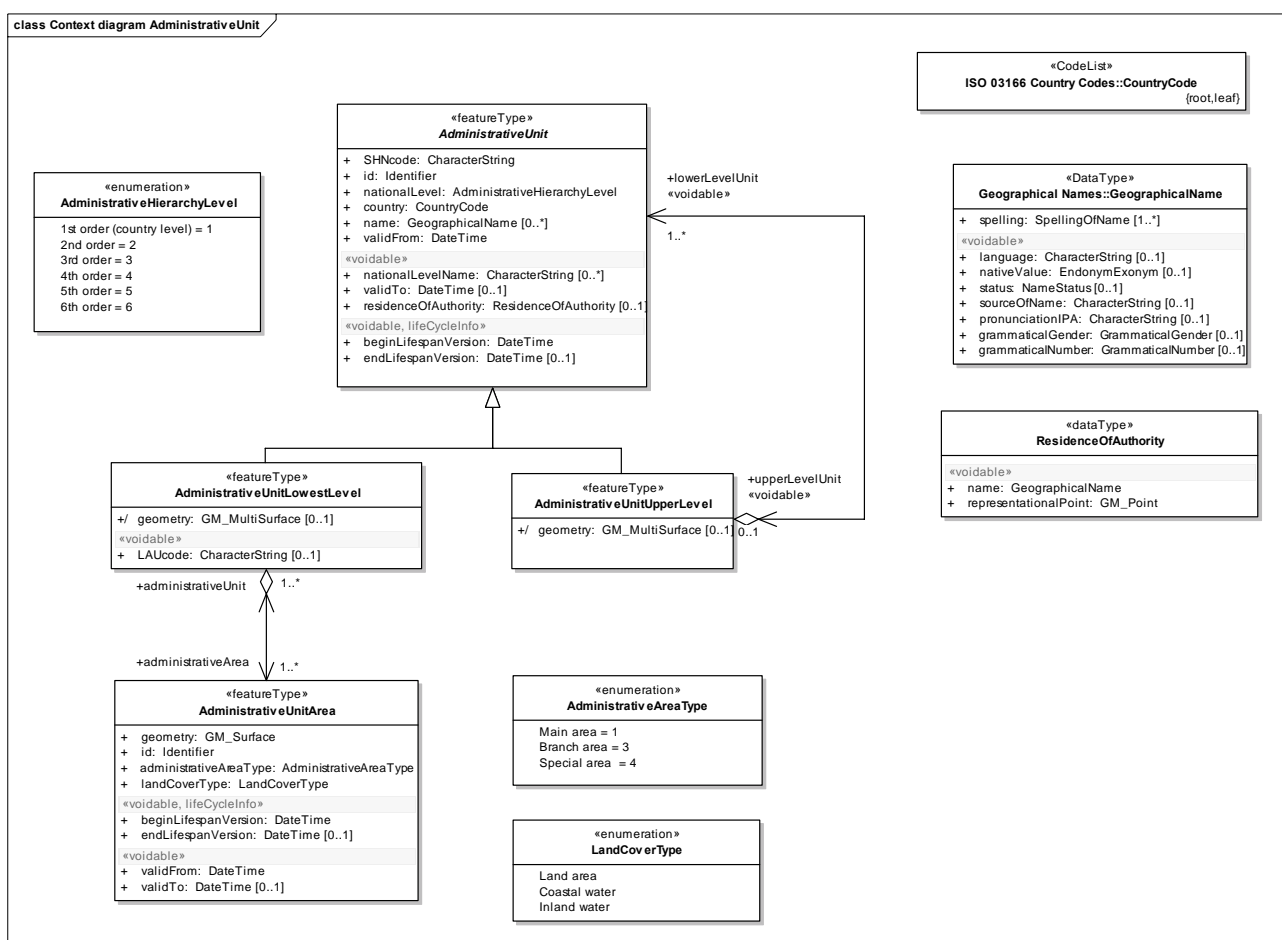 class Context diagram AdministrativeUnit
«CodeList»
ISO 03166 Country Codes::CountryCode
{root,leaf}
«featureType»
AdministrativeUnit
+ SHNcode: CharacterString
+ id: Identifier
+ nationalLevel: AdministrativeHierarchyLevel
+ country: CountryCode
+ name: GeographicalName [0..*]
+ validFrom: DateTime
«voidable»
+ nationalLevelName: CharacterString [0..*]
+ validTo: DateTime [0..1]
+ residenceOfAuthority: ResidenceOfAuthority [0..1]
«voidable, lifeCycleInfo»
+ beginLifespanVersion: DateTime
+ endLifespanVersion: DateTime [0..1]
+lowerLevelUnit
«voidable»
1..*
«enumeration»
AdministrativeHierarchyLevel
1st order (country level) = 1
2nd order = 2
3rd order = 3
4th order = 4
5th order = 5
6th order = 6
«DataType»
Geographical Names::GeographicalName
+ spelling: SpellingOfName [1..*]
«voidable»
+ language: CharacterString [0..1]
+ nativeValue: EndonymExonym [0..1]
+ status: NameStatus [0..1]
+ sourceOfName: CharacterString [0..1]
+ pronunciationIPA: CharacterString [0..1]
+ grammaticalGender: GrammaticalGender [0..1]
+ grammaticalNumber: GrammaticalNumber [0..1]
«dataType»
ResidenceOfAuthority
«voidable»
+ name: GeographicalName
+ representationalPoint: GM_Point
«featureType»
AdministrativeUnitLowestLevel
+/ geometry: GM_MultiSurface [0..1]
«voidable»
+ LAUcode: CharacterString [0..1]
«featureType»
AdministrativeUnitUpperLevel
+/ geometry: GM_MultiSurface [0..1]
+upperLevelUnit
«voidable»
0..1
+administrativeUnit
1..*
+administrativeArea
1..*
«featureType»
AdministrativeUnitArea
+ geometry: GM_Surface
+ id: Identifier
+ administrativeAreaType: AdministrativeAreaType
+ landCoverType: LandCoverType
«voidable, lifeCycleInfo»
+ beginLifespanVersion: DateTime
+ endLifespanVersion: DateTime [0..1]
«voidable»
+ validFrom: DateTime
+ validTo: DateTime [0..1]
«enumeration»
AdministrativeAreaType
Main area = 1
Branch area = 3
Special area = 4
«enumeration»
LandCoverType
Land area
Coastal water
Inland water